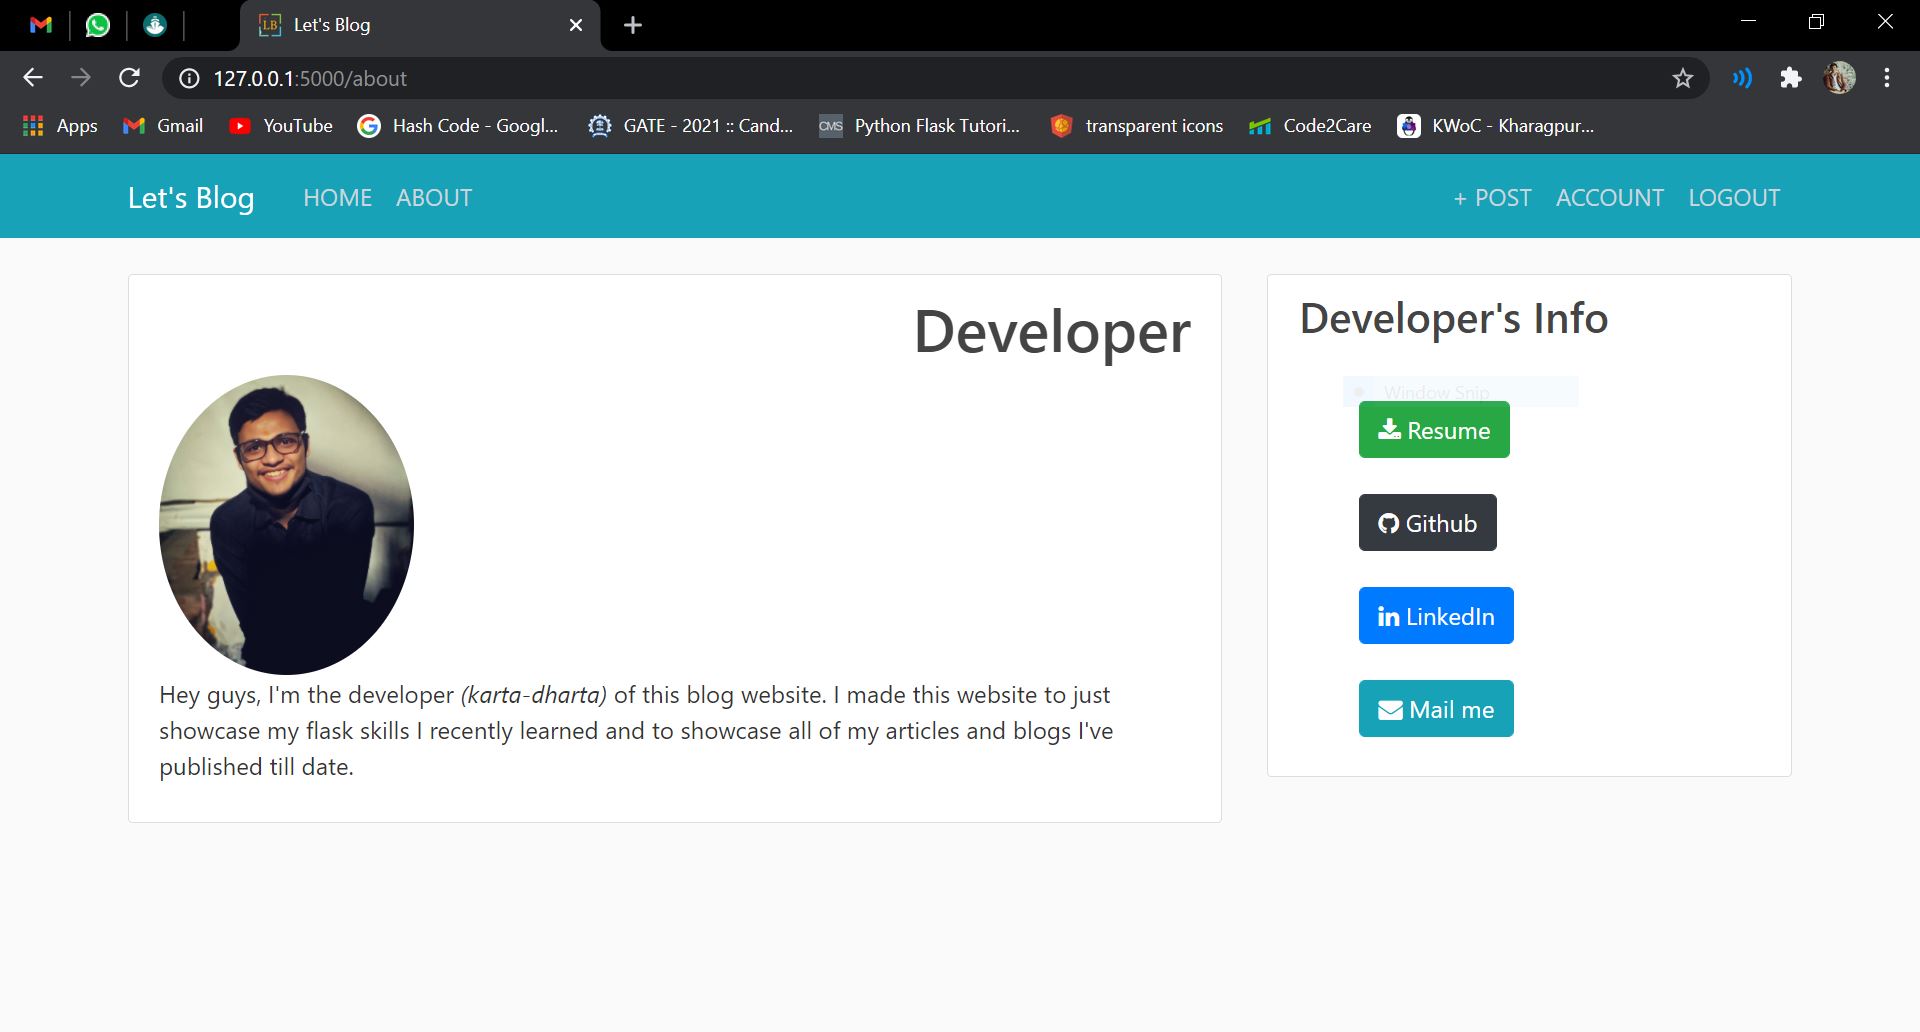 Let's Blog
127.0.0.1:5000/about
Apps Gmail YouTube Hash Code - Googl... GATE - 2021 :: Cand... CMS Python Flask Tutori... transparent icons Code2Care KWoC - Kharagpur...
Let's Blog HOME ABOUT + POST ACCOUNT LOGOUT
Developer
Hey guys, I'm the developer (karta-dharta) of this blog website. I made this website to just
showcase my flask skills I recently learned and to showcase all of my articles and blogs I've
published till date.
Developer's Info
Window Snip
Resume
Github
LinkedIn
Mail me